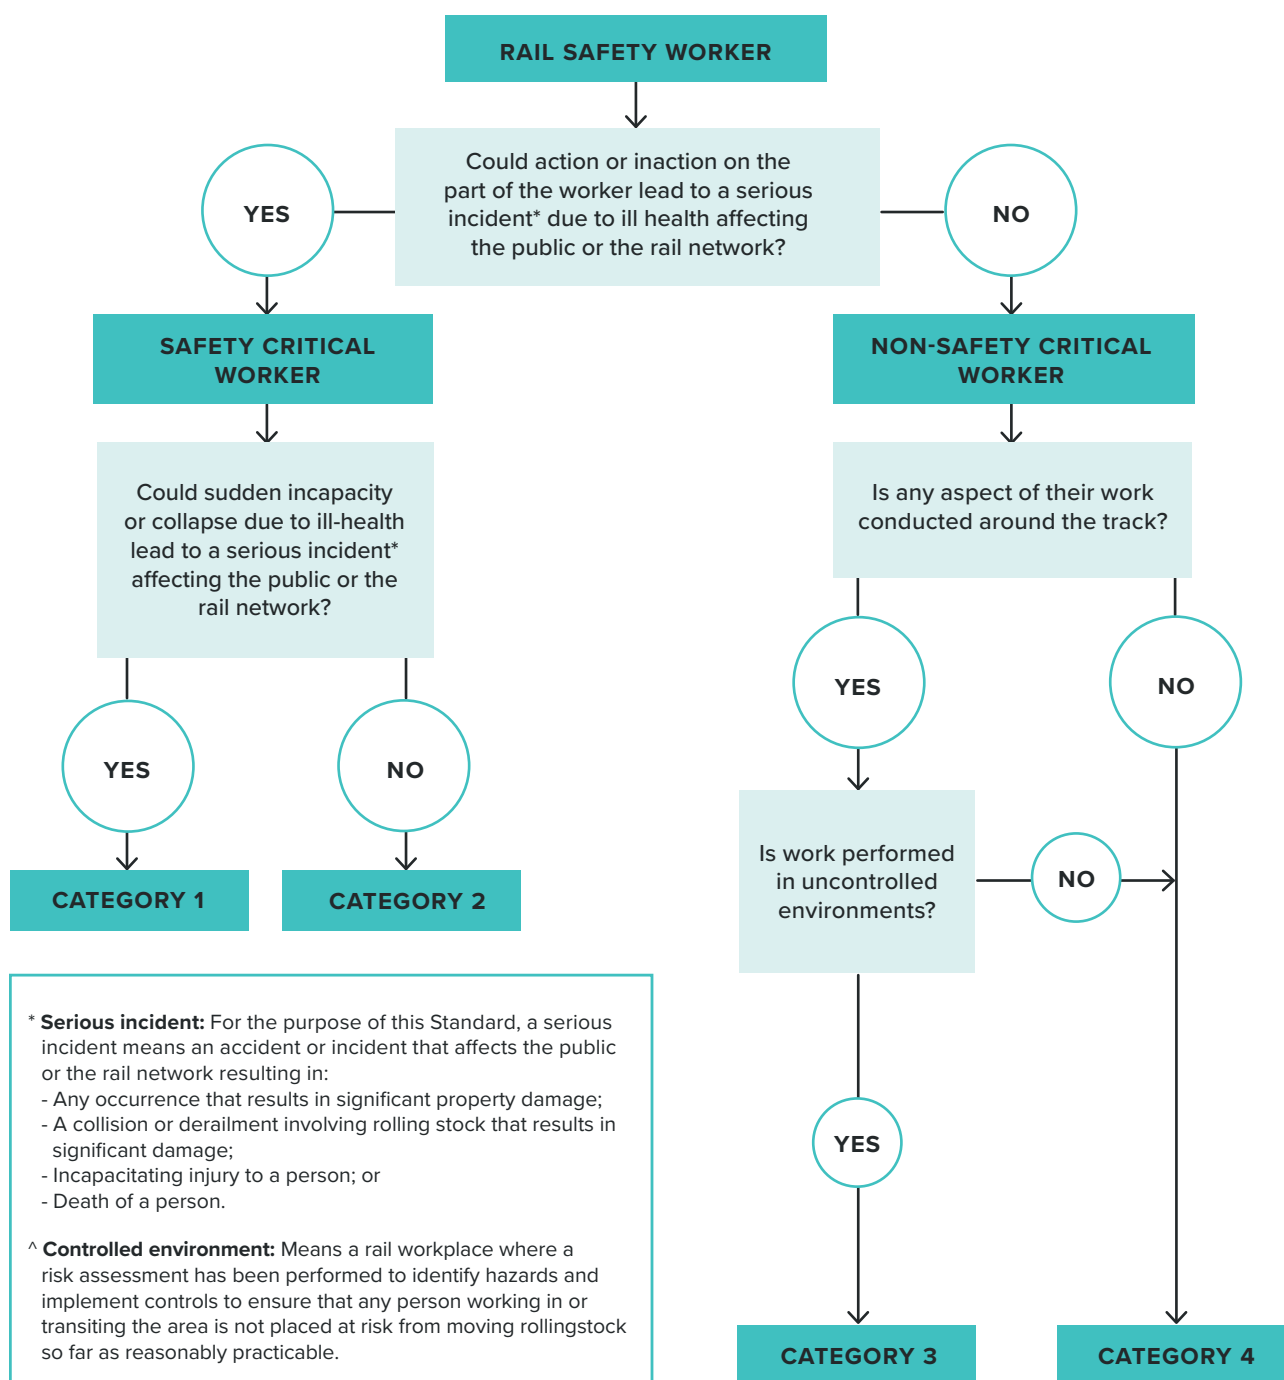 RAIL SAFETY WORKER
Could action or inaction on the
part of the worker lead to a serious
incident* due to ill health affecting
the public or the rail network?
YES
NO
SAFETY CRITICAL
WORKER
NON-SAFETY CRITICAL
WORKER
Could sudden incapacity
or collapse due to ill-health
lead to a serious incident*
affecting the public or the
rail network?
Is any aspect of their work
conducted around the track?
YES
NO
YES
NO
CATEGORY 1
CATEGORY 2
Is work performed
in uncontrolled
environments?
NO
YES
* Serious incident: For the purpose of this Standard, a serious
incident means an accident or incident that affects the public
or the rail network resulting in:
- Any occurrence that results in significant property damage;
- A collision or derailment involving rolling stock that results in
significant damage;
- Incapacitating injury to a person; or
- Death of a person.
^ Controlled environment: Means a rail workplace where a
risk assessment has been performed to identify hazards and
implement controls to ensure that any person working in or
transiting the area is not placed at risk from moving rollingstock
so far as reasonably practicable.
CATEGORY 3
CATEGORY 4